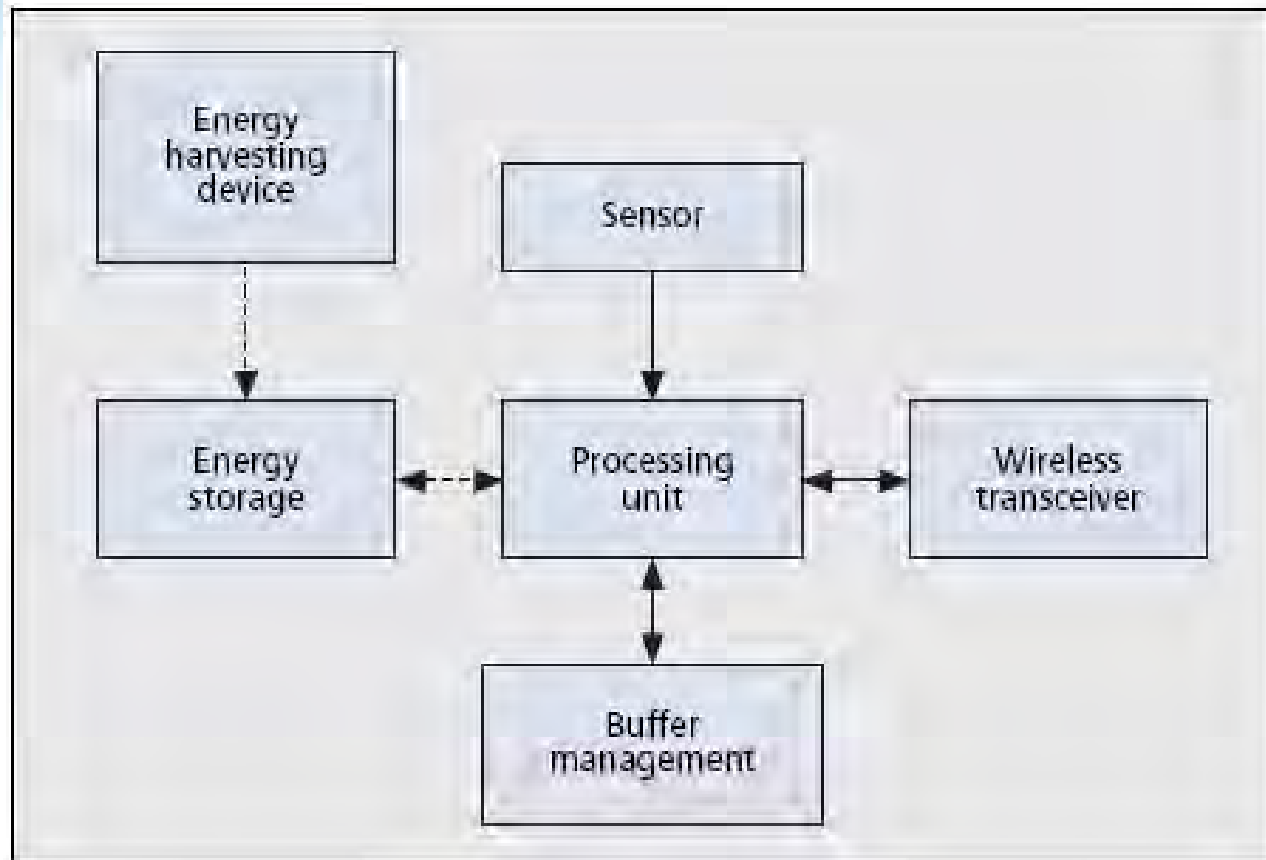 Energy
harvesting
device
Sensor
Energy
storage
Processing
unit
Wireless
transceiver
Buffer
management